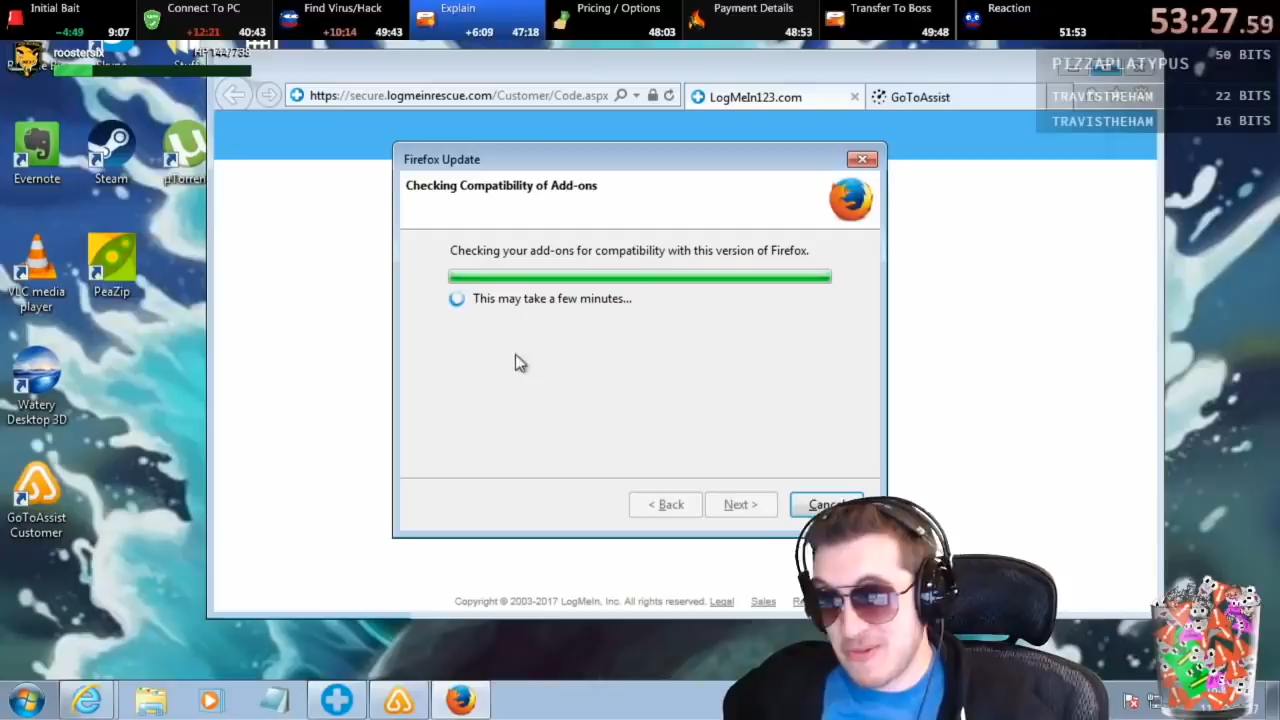 Initial Bait
-4:49 9:07
Connect To PC
+12:21 40:43
Find Virus/Hack
+10:14 49:43
Explain
+6:09 47:18
Pricing / Options
48:03
Payment Details
48:53
Transfer To Boss
49:48
Reaction
51:53
53:27.59
roostersix
PIZZAPLATYPUS 50 BITS
TRAVISTHEHAM 22 BITS
TRAVISTHEHAM 16 BITS
https://secure.logmeinrescue.com/Customer/Code.aspx
LogMeIn123.com
GoToAssist
Evernote
Steam
µTorrent
VLC media
player
PeaZip
Watery
Desktop 3D
GoToAssist
Customer
Firefox Update
Checking Compatibility of Add-ons
Checking your add-ons for compatibility with this version of Firefox.
This may take a few minutes...
< Back
Next >
Cancel
Copyright © 2003-2017 LogMeIn, Inc. All rights reserved. Legal Sales